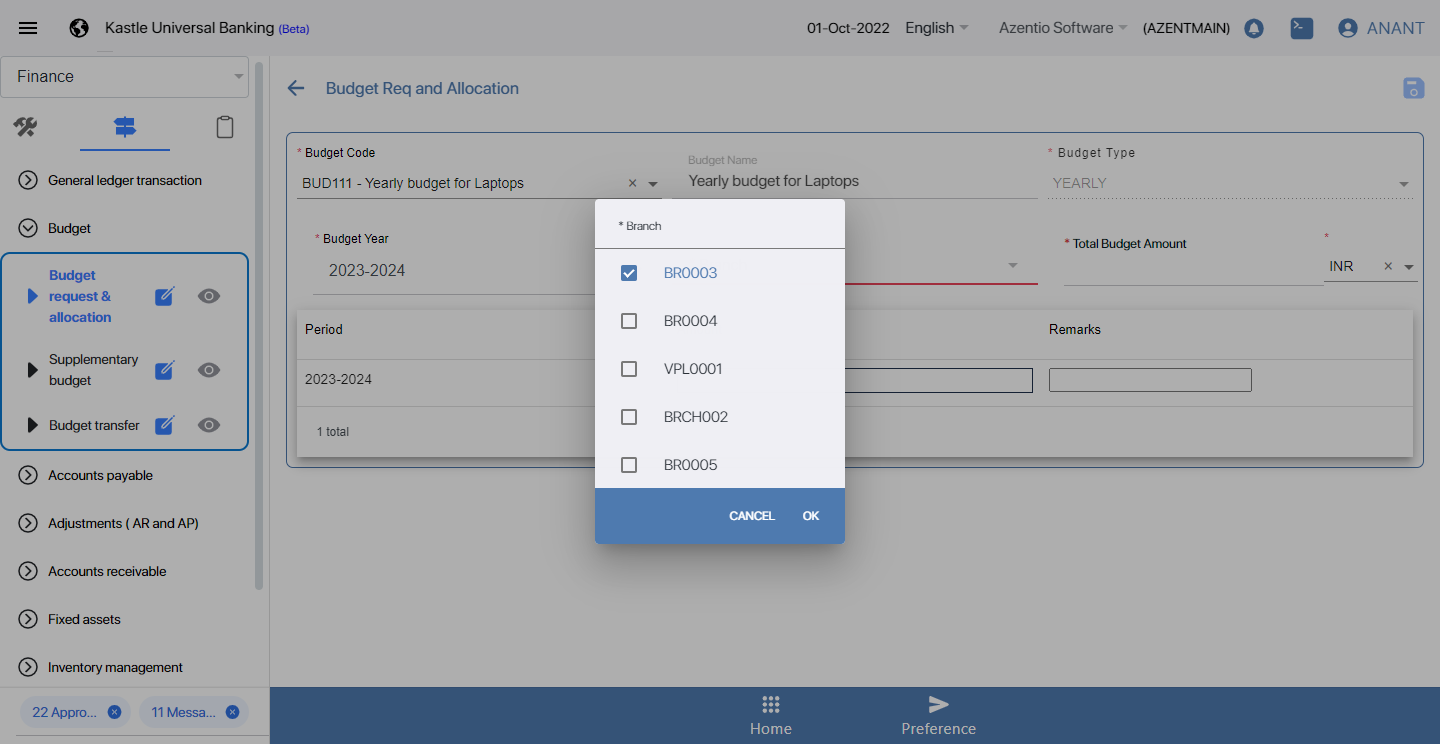 Kastle Universal Banking (Beta)
01-Oct-2022
English
Azentio Software
(AZENTMAIN)
ANANT
Finance
Budget Req and Allocation
General ledger transaction
Budget
Budget
request &
allocation
Supplementary
budget
Budget transfer
Accounts payable
Adjustments ( AR and AP)
Accounts receivable
Fixed assets
Inventory management
22 Appro...
11 Messa...
* Budget Code
BUD111 - Yearly budget for Laptops
Budget Name
Yearly budget for Laptops
* Budget Type
YEARLY
* Budget Year
2023-2024
* Total Budget Amount
*
INR
Period
Remarks
2023-2024
1 total
* Branch
BR0003
BR0004
VPL0001
BRCH002
BR0005
CANCEL
OK
Home
Preference